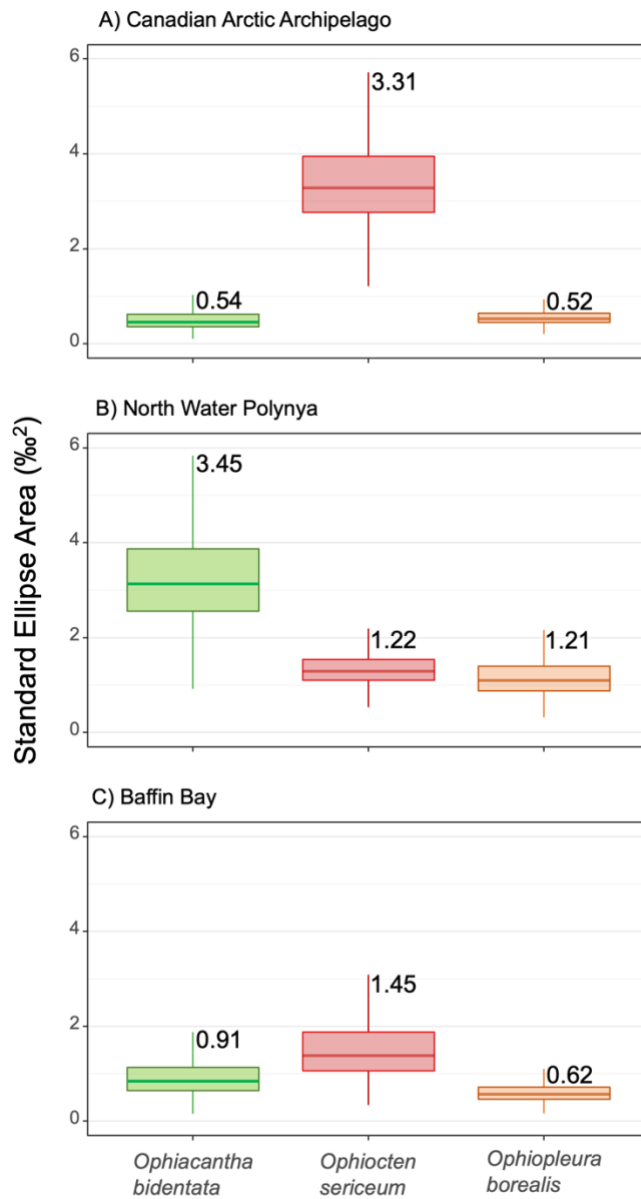 A) Canadian Arctic Archipelago
6
3.31
4
2
0.54
0.52
0
B) North Water Polynya
6
3.45
4
2
1.22
1.21
0
Standard Ellipse Area (‰²)
C) Baffin Bay
6
4
1.45
2
0.91
0.62
0
Ophiacantha
bidentata
Ophiocten
sericeum
Ophiopleura
borealis